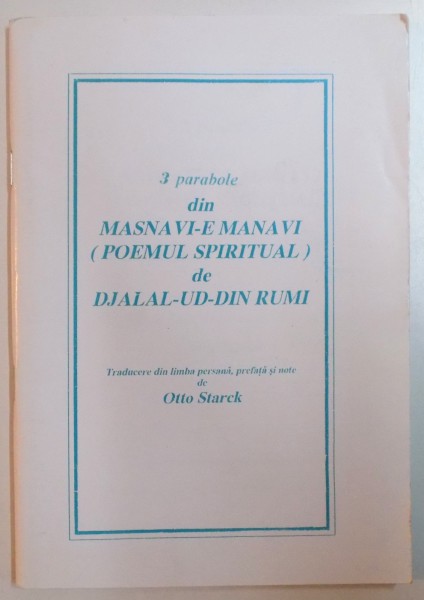 3 parabole
din
MASNAVI-E MANAVI
( POEMUL SPIRITUAL )
de
DJALAL-UD-DIN RUMI
Traducere din limba persană, prefață și note
de
Otto Starck